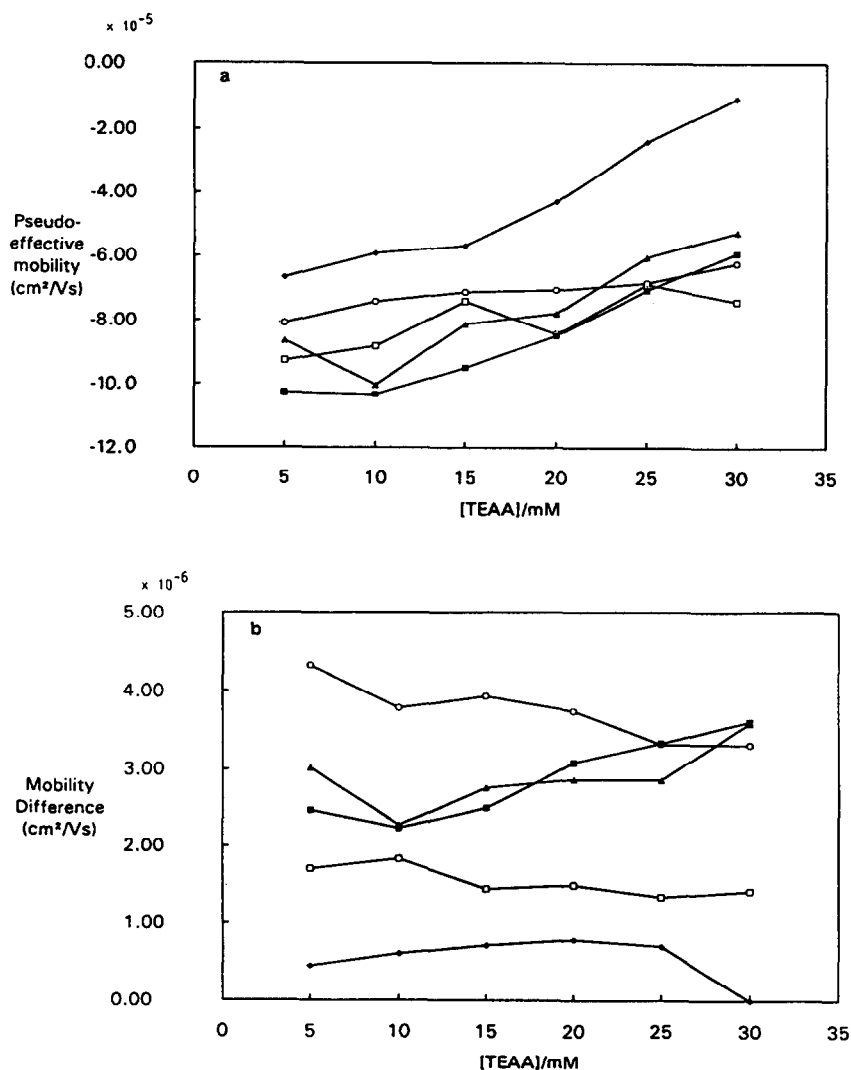 × 10⁻⁵
a
0.00
-2.00
-4.00
-6.00
-8.00
-10.0
-12.0
Pseudo-
effective
mobility
(cm²/Vs)
0 5 10 15 20 25 30 35
[TEAA]/mM
× 10⁻⁶
b
5.00
4.00
3.00
2.00
1.00
0.00
Mobility
Difference
(cm²/Vs)
0 5 10 15 20 25 30 35
[TEAA]/mM